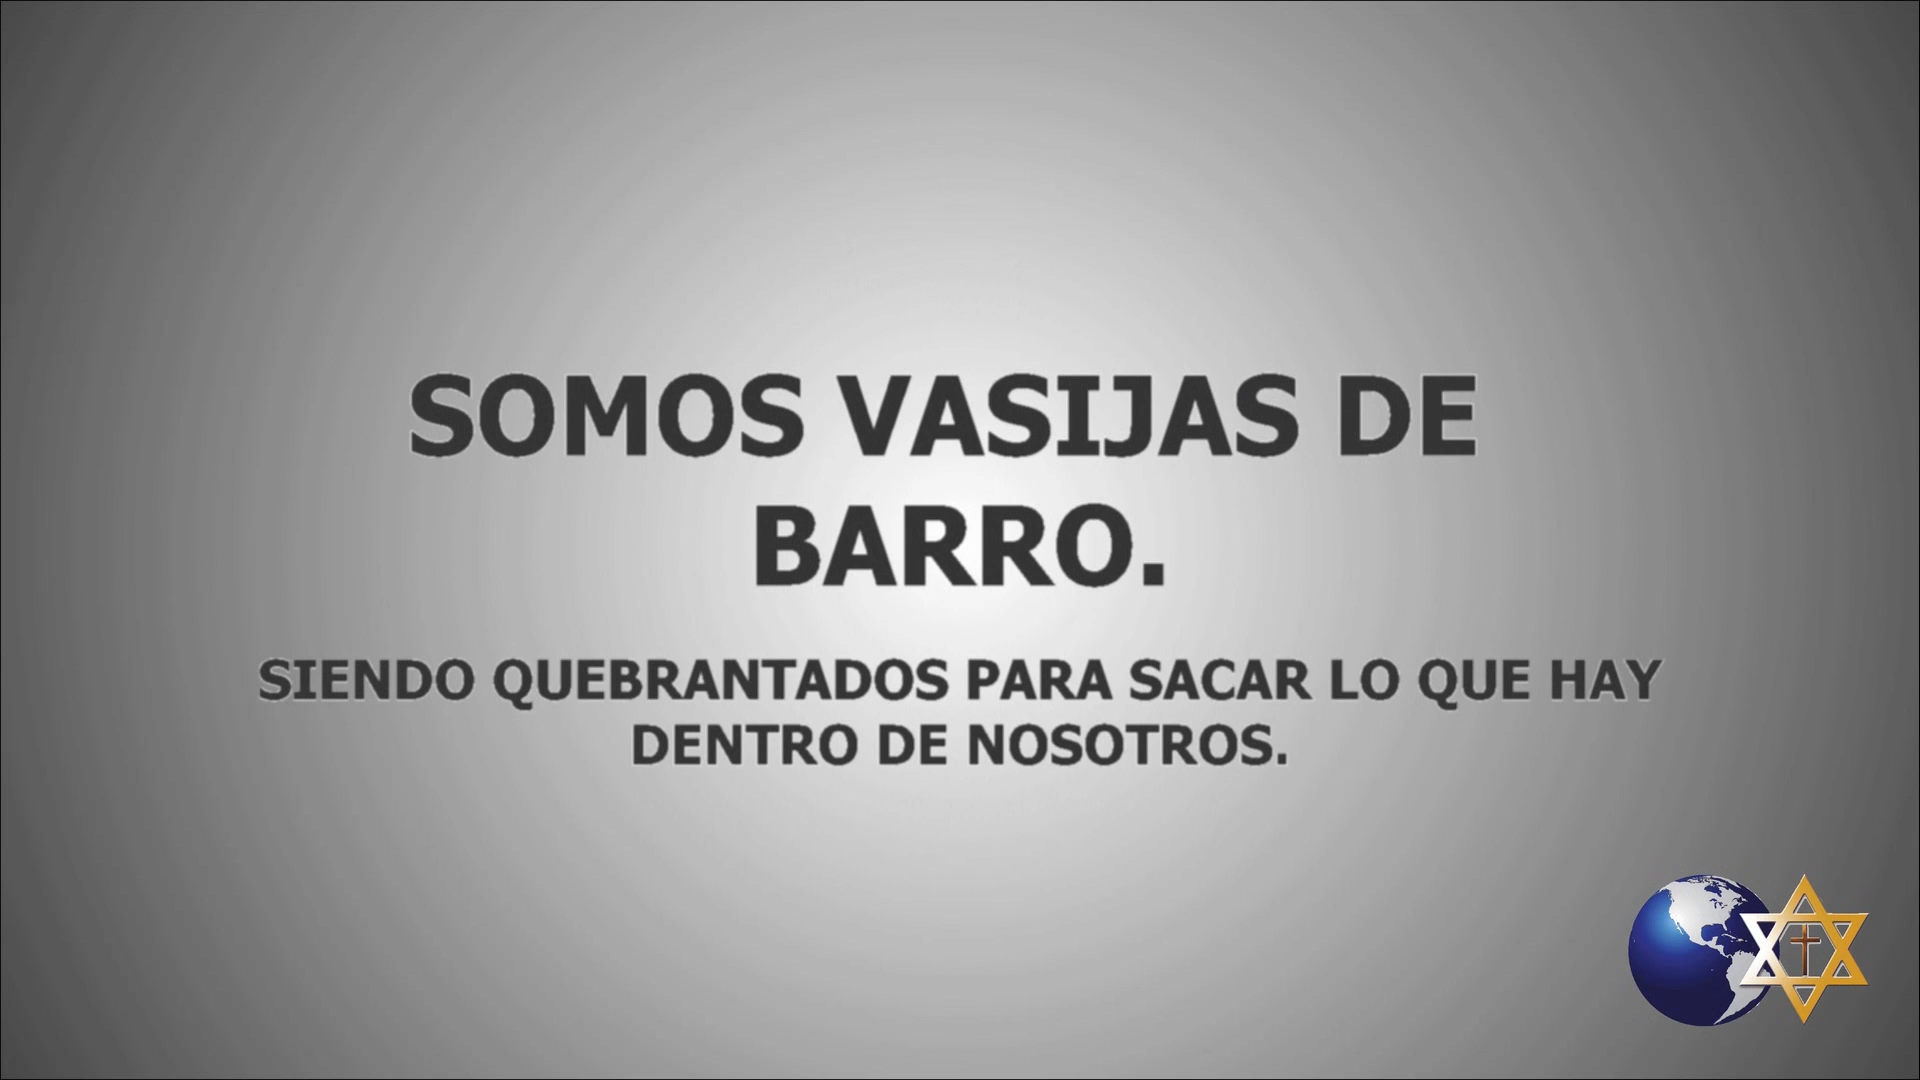 SOMOS VASIJAS DE
BARRO.
SIENDO QUEBRANTADOS PARA SACAR LO QUE HAY
DENTRO DE NOSOTROS.